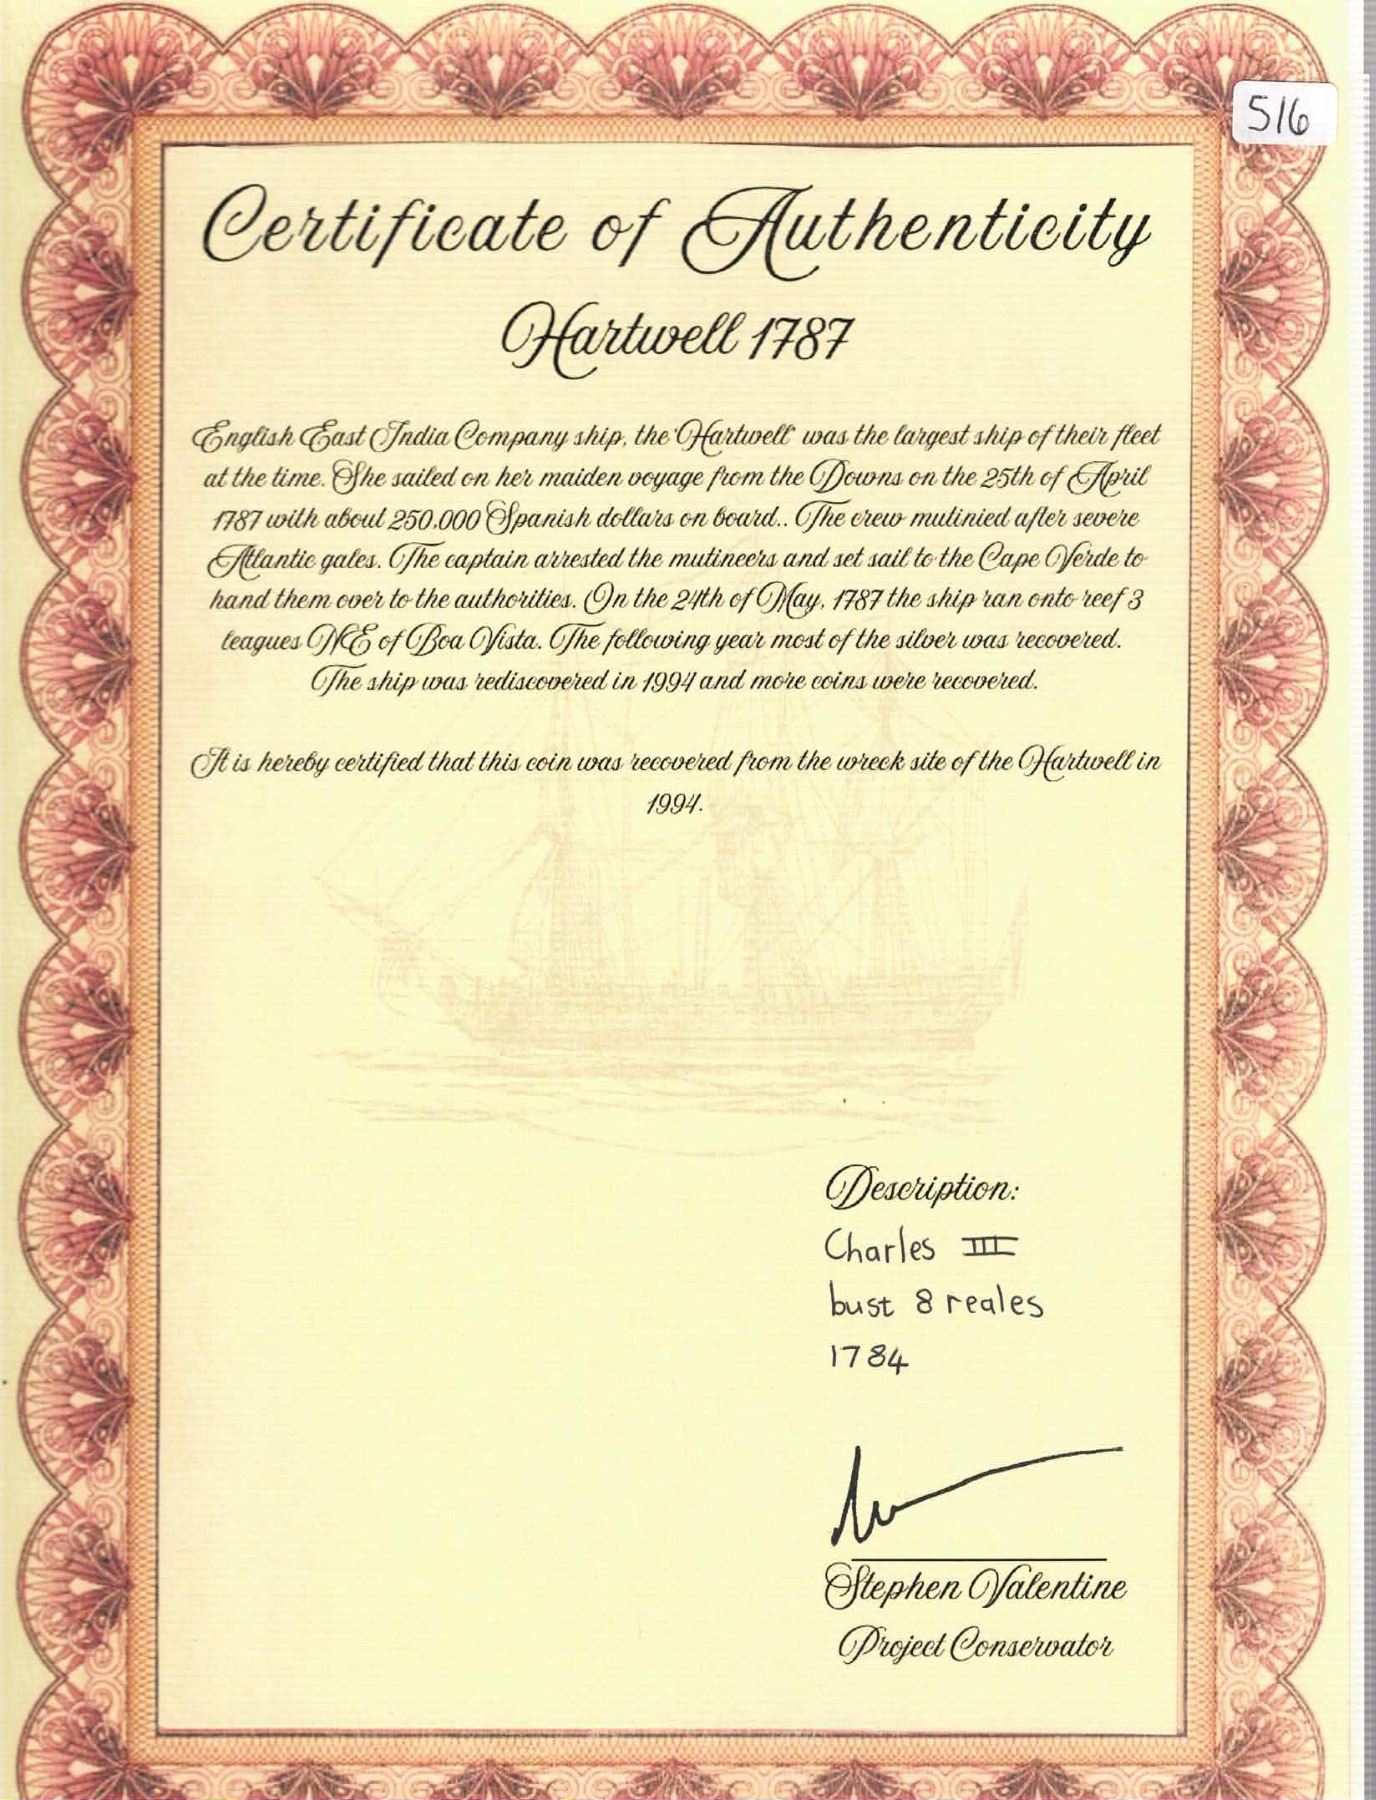 516
Certificate of Authenticity
Hartwell 1787
English East India Company ship, the 'Hartwell' was the largest ship of their fleet
at the time. She sailed on her maiden voyage from the Downs on the 25th of April
1787 with about 250,000 Spanish dollars on board.. The crew mutinied after severe
Atlantic gales. The captain arrested the mutineers and set sail to the Cape Verde to
hand them over to the authorities. On the 24th of May, 1787 the ship ran onto reef 3
leagues NE of Boa Vista. The following year most of the silver was recovered.
The ship was rediscovered in 1994 and more coins were recovered.
It is hereby certified that this coin was recovered from the wreck site of the Hartwell in
1994.
Description:
Charles III
bust 8 reales
1784
Stephen Valentine
Project Conservator